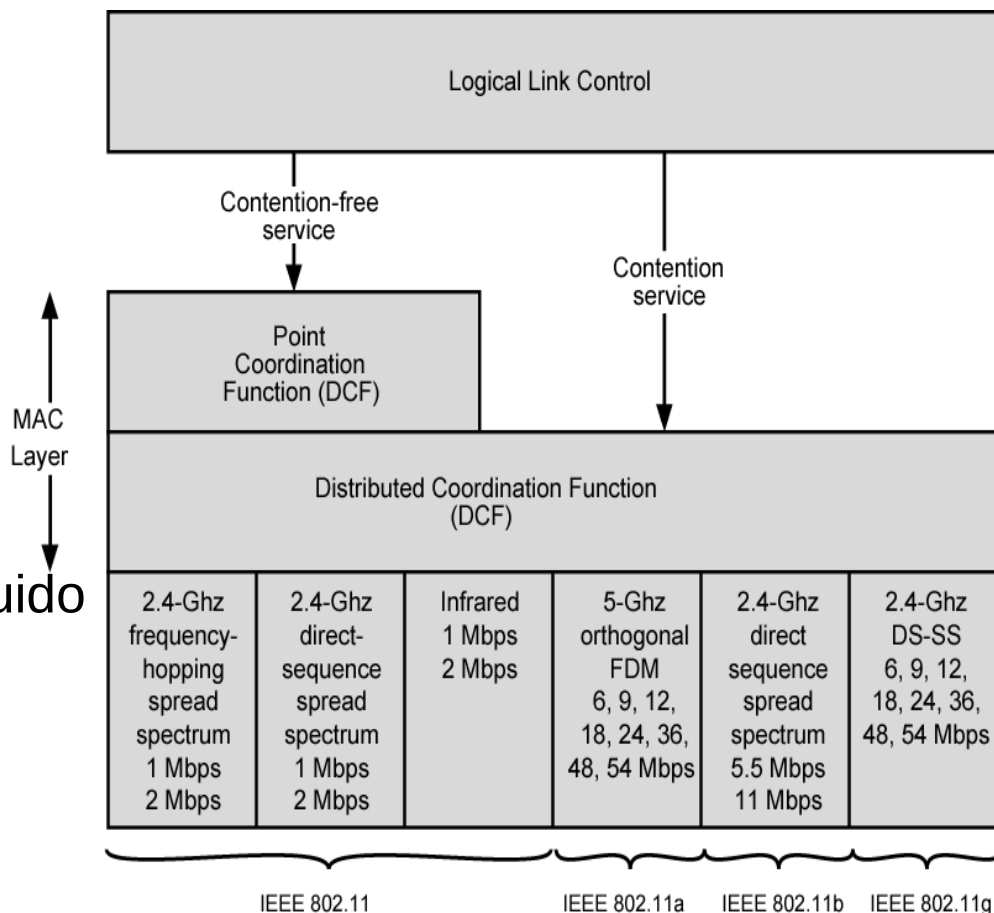 Logical Link Control
Contention-free
service
Contention
service
Point
Coordination
Function (DCF)
MAC
Layer
Distributed Coordination Function
(DCF)
uido
2.4-Ghz
frequency-
hopping
spread
spectrum
1 Mbps
2 Mbps
2.4-Ghz
direct-
sequence
spread
spectrum
1 Mbps
2 Mbps
Infrared
1 Mbps
2 Mbps
5-Ghz
orthogonal
FDM
6, 9, 12,
18, 24, 36,
48, 54 Mbps
2.4-Ghz
direct
sequence
spread
spectrum
5.5 Mbps
11 Mbps
2.4-Ghz
DS-SS
6, 9, 12,
18, 24, 36,
48, 54 Mbps
IEEE 802.11
IEEE 802.11a
IEEE 802.11b
IEEE 802.11g